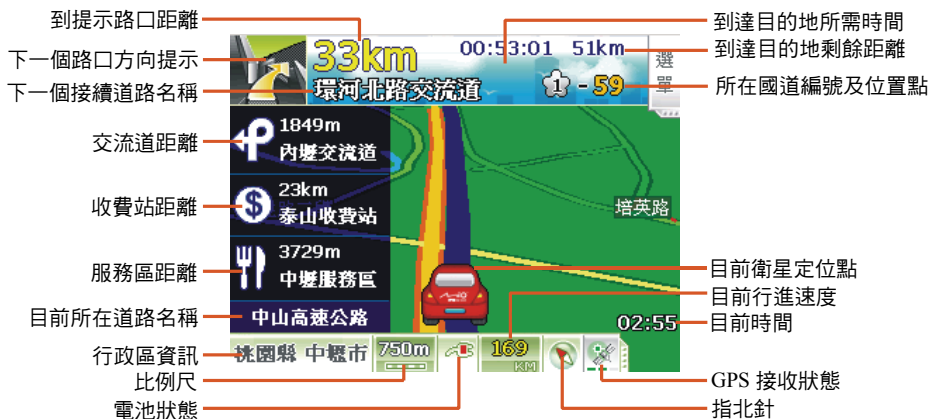 到提示路口距離
下一個路口方向提示
下一個接續道路名稱
交流道距離
收費站距離
服務區距離
目前所在道路名稱
行政區資訊
比例尺
電池狀態
33km
00:53:01 51km
環河北路交流道
1 - 59
選單
1849m
內壢交流道
23km
泰山收費站
3729m
中壢服務區
中山高速公路
培英路
Mio
02:55
桃園縣 中壢市
750m
169
KM
到達目的地所需時間
到達目的地剩餘距離
所在國道編號及位置點
目前衛星定位點
目前行進速度
目前時間
GPS 接收狀態
指北針